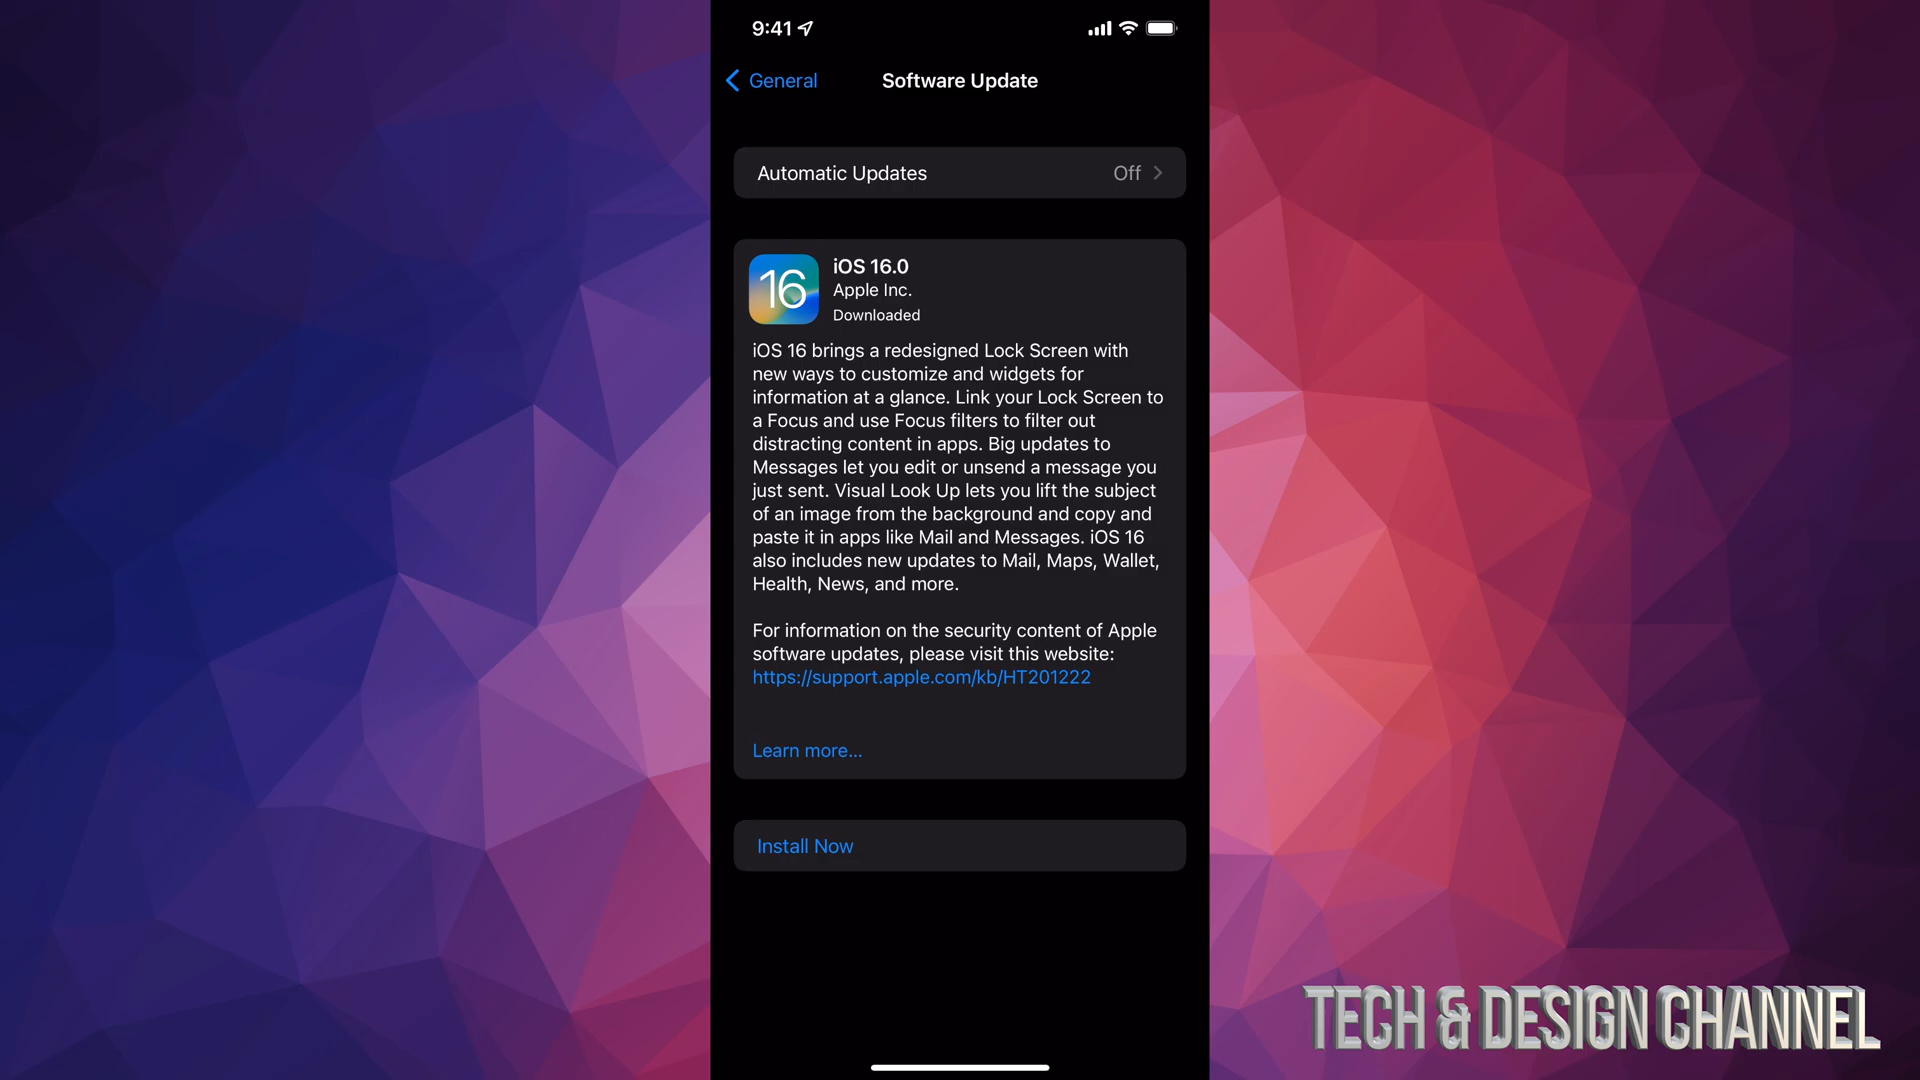 9:41
General
Software Update
Automatic Updates
Off
16
iOS 16.0
Apple Inc.
Downloaded
iOS 16 brings a redesigned Lock Screen with
new ways to customize and widgets for
information at a glance. Link your Lock Screen to
a Focus and use Focus filters to filter out
distracting content in apps. Big updates to
Messages let you edit or unsend a message you
just sent. Visual Look Up lets you lift the subject
of an image from the background and copy and
paste it in apps like Mail and Messages. iOS 16
also includes new updates to Mail, Maps, Wallet,
Health, News, and more.
For information on the security content of Apple
software updates, please visit this website:
https://support.apple.com/kb/HT201222
Learn more...
Install Now
TECH & DESIGN CHANNEL